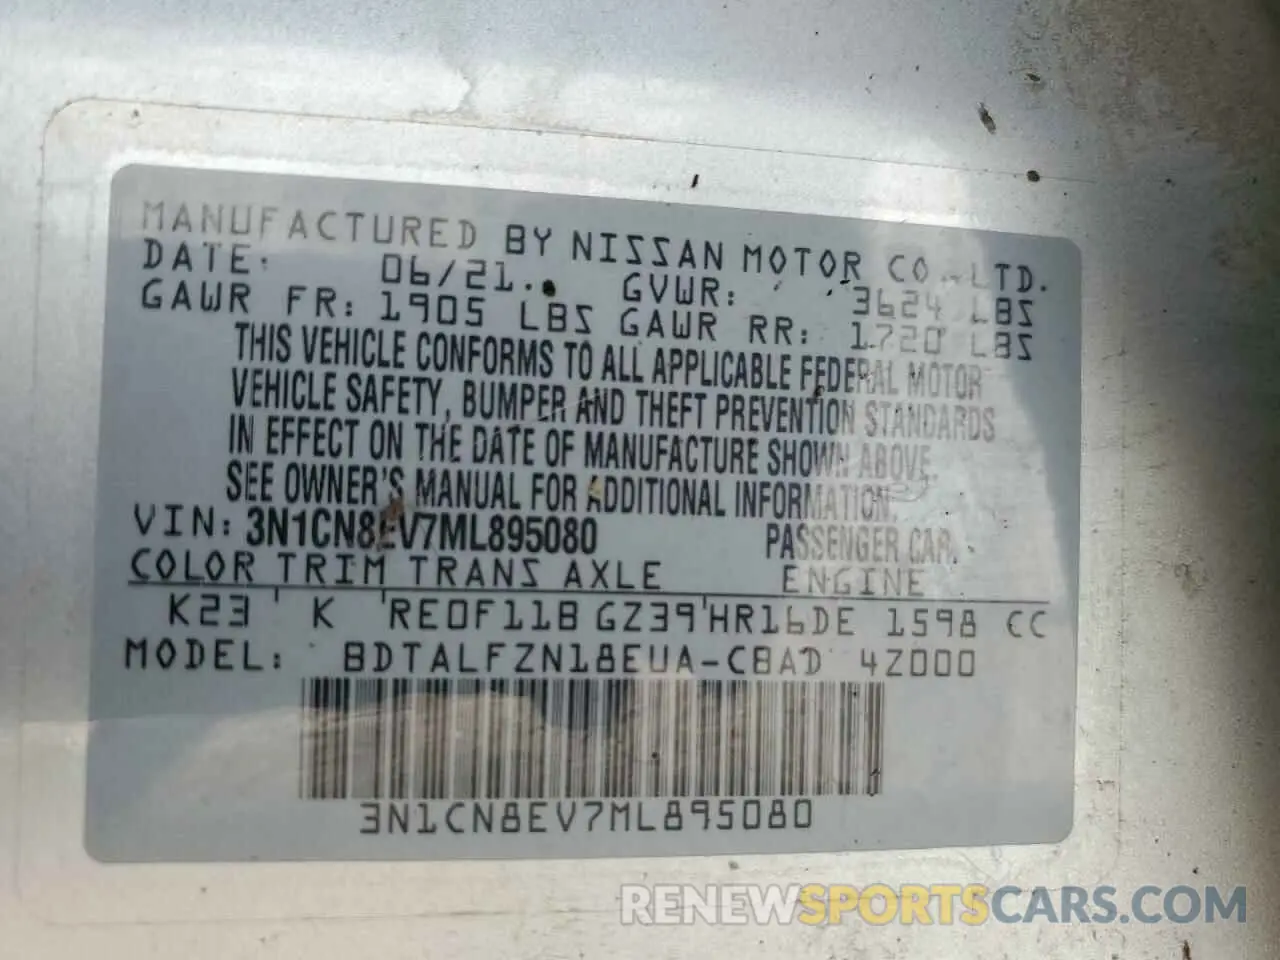 MANUFACTURED BY NISSAN MOTOR CO., LTD.
DATE: 06/21 GVWR: 3624 LBS
GAWR FR: 1905 LBS GAWR RR: 1720 LBS
THIS VEHICLE CONFORMS TO ALL APPLICABLE FEDERAL MOTOR
VEHICLE SAFETY, BUMPER AND THEFT PREVENTION STANDARDS
IN EFFECT ON THE DATE OF MANUFACTURE SHOWN ABOVE.
SEE OWNER'S MANUAL FOR ADDITIONAL INFORMATION.
VIN: 3N1CN8EV7ML895080 PASSENGER CAR.
COLOR TRIM TRANS AXLE ENGINE
K23 ' K 'RE0F11B GZ39'HR16DE 1598 CC
MODEL: BDTALFZN18EUA-C8AD 4Z000
3N1CN8EV7ML895080
RENEWSPORTSCARS.COM